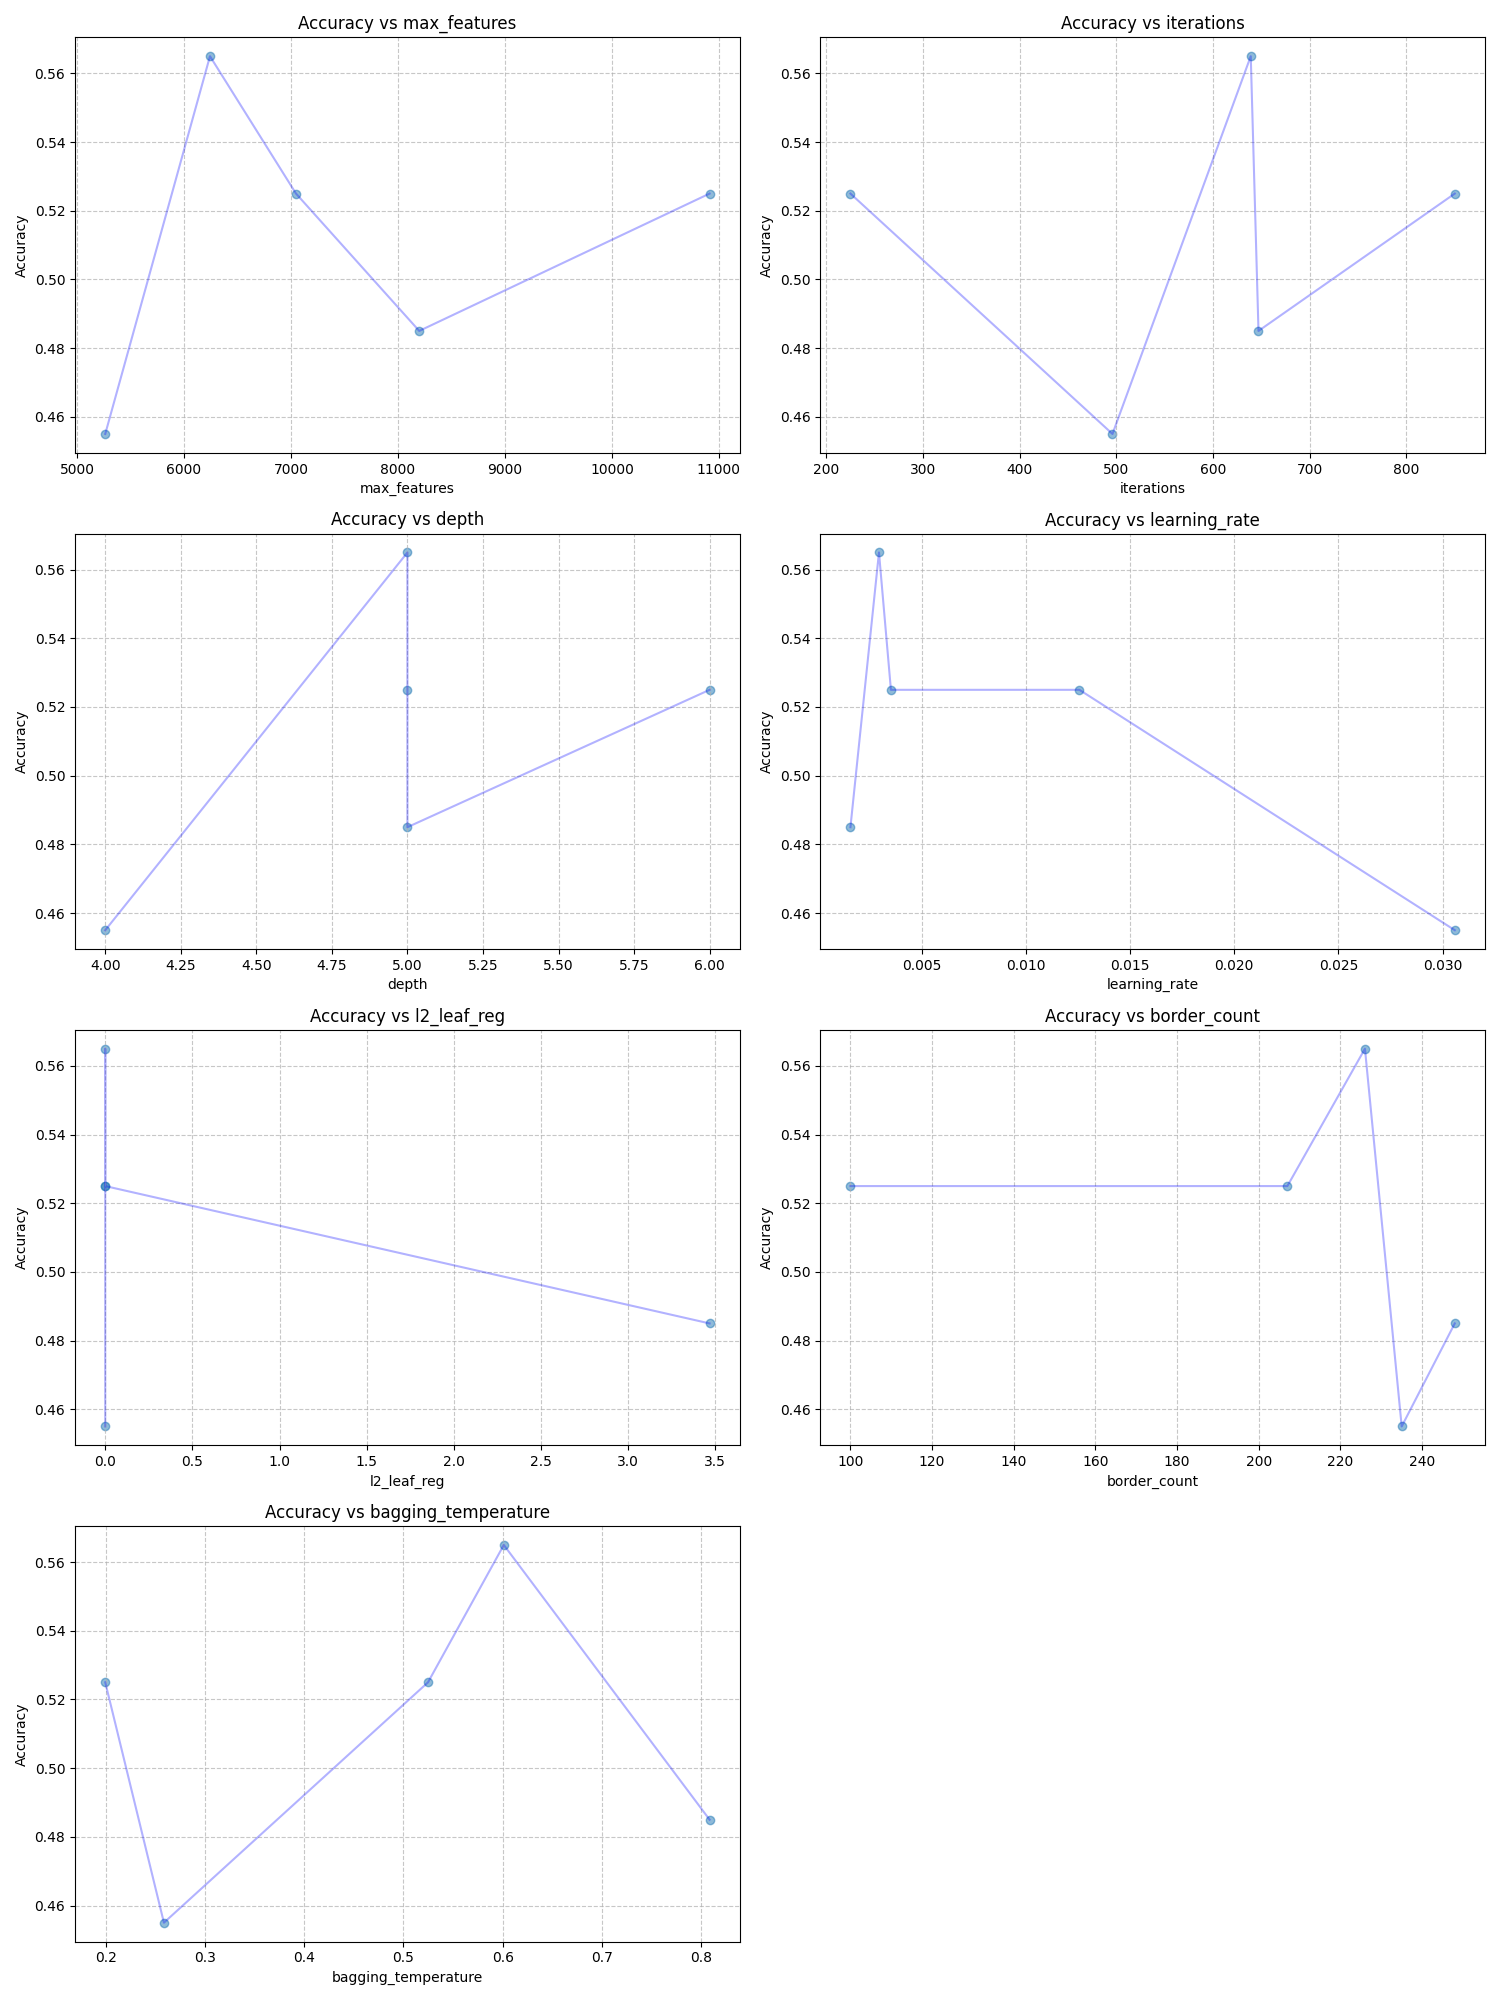 Accuracy vs max_features
Accuracy
0.56
0.54
0.52
0.50
0.48
0.46
5000 6000 7000 8000 9000 10000 11000
max_features
Accuracy vs iterations
Accuracy
0.56
0.54
0.52
0.50
0.48
0.46
200 300 400 500 600 700 800
iterations
Accuracy vs depth
Accuracy
0.56
0.54
0.52
0.50
0.48
0.46
4.00 4.25 4.50 4.75 5.00 5.25 5.50 5.75 6.00
depth
Accuracy vs learning_rate
Accuracy
0.56
0.54
0.52
0.50
0.48
0.46
0.005 0.010 0.015 0.020 0.025 0.030
learning_rate
Accuracy vs l2_leaf_reg
Accuracy
0.56
0.54
0.52
0.50
0.48
0.46
0.0 0.5 1.0 1.5 2.0 2.5 3.0 3.5
l2_leaf_reg
Accuracy vs border_count
Accuracy
0.56
0.54
0.52
0.50
0.48
0.46
100 120 140 160 180 200 220 240
border_count
Accuracy vs bagging_temperature
Accuracy
0.56
0.54
0.52
0.50
0.48
0.46
0.2 0.3 0.4 0.5 0.6 0.7 0.8
bagging_temperature